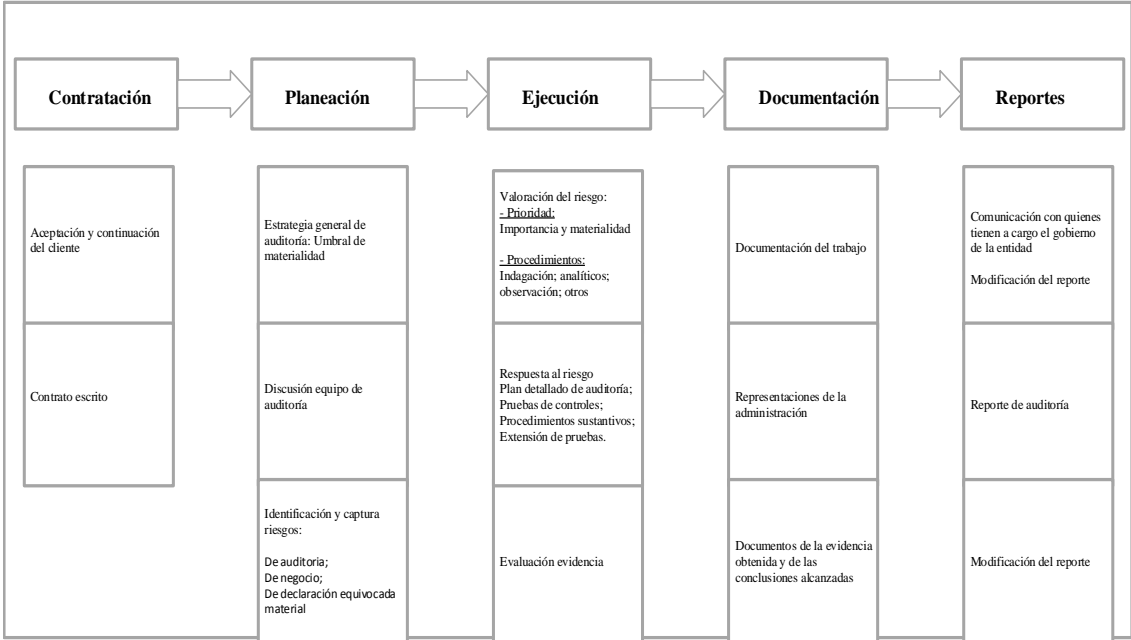 Contratación
Planeación
Ejecución
Documentación
Reportes
Aceptación y continuación
del cliente
Contrato escrito
Estrategia general de
auditoría: Umbral de
materialidad
Discusión equipo de
auditoría
Identificación y captura
riesgos:
De auditoria;
De negocio;
De declaración equivocada
material
Valoración del riesgo:
- Prioridad:
Importancia y materialidad
- Procedimientos:
Indagación; analíticos;
observación; otros
Respuesta al riesgo
Plan detallado de auditoría;
Pruebas de controles;
Procedimientos sustantivos;
Extensión de pruebas.
Evaluación evidencia
Documentación del trabajo
Representaciones de la
administración
Documentos de la evidencia
obtenida y de las
conclusiones alcanzadas
Comunicación con quienes
tienen a cargo el gobierno
de la entidad
Modificación del reporte
Reporte de auditoría
Modificación del reporte